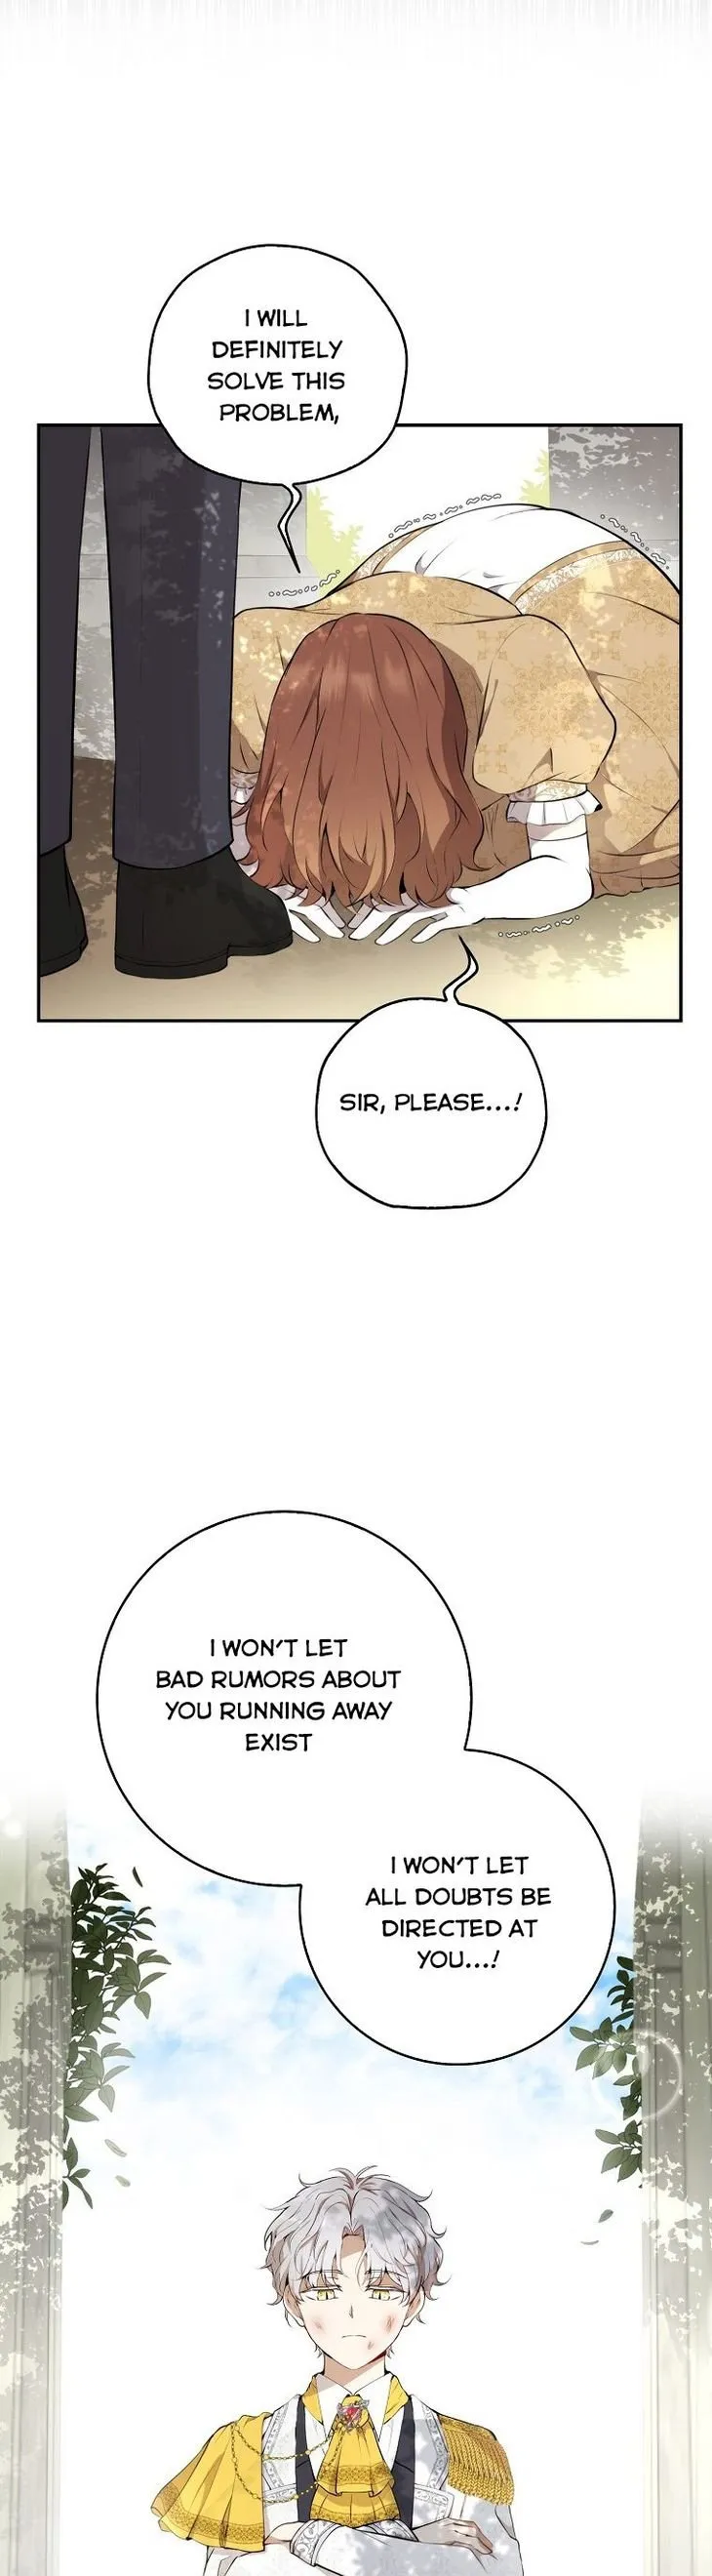 I WILL
DEFINITELY
SOLVE THIS
PROBLEM,
SIR, PLEASE...!
I WON'T LET
BAD RUMORS ABOUT
YOU RUNNING AWAY
EXIST
I WON'T LET
ALL DOUBTS BE
DIRECTED AT
YOU...!